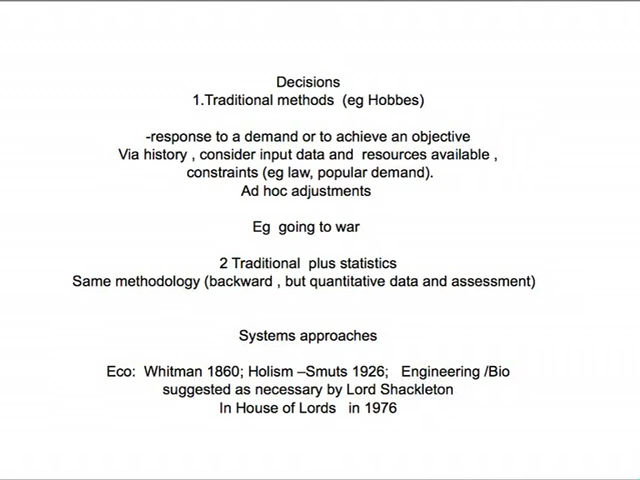 Decisions
1.Traditional methods (eg Hobbes)
-response to a demand or to achieve an objective
Via history , consider input data and resources available ,
constraints (eg law, popular demand).
Ad hoc adjustments
Eg going to war
2 Traditional plus statistics
Same methodology (backward , but quantitative data and assessment)
Systems approaches
Eco: Whitman 1860; Holism –Smuts 1926; Engineering /Bio
suggested as necessary by Lord Shackleton
In House of Lords in 1976